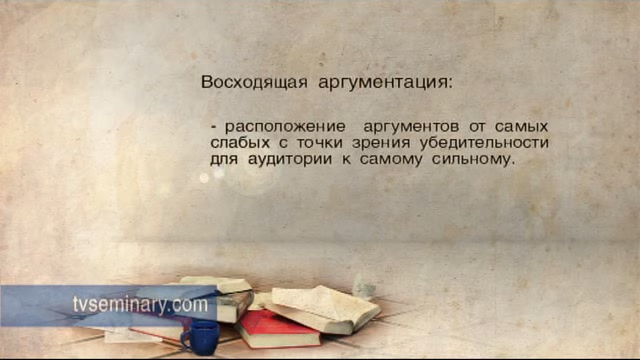 Восходящая аргументация:
- расположение аргументов от самых
слабых с точки зрения убедительности
для аудитории к самому сильному.
tvseminary.com